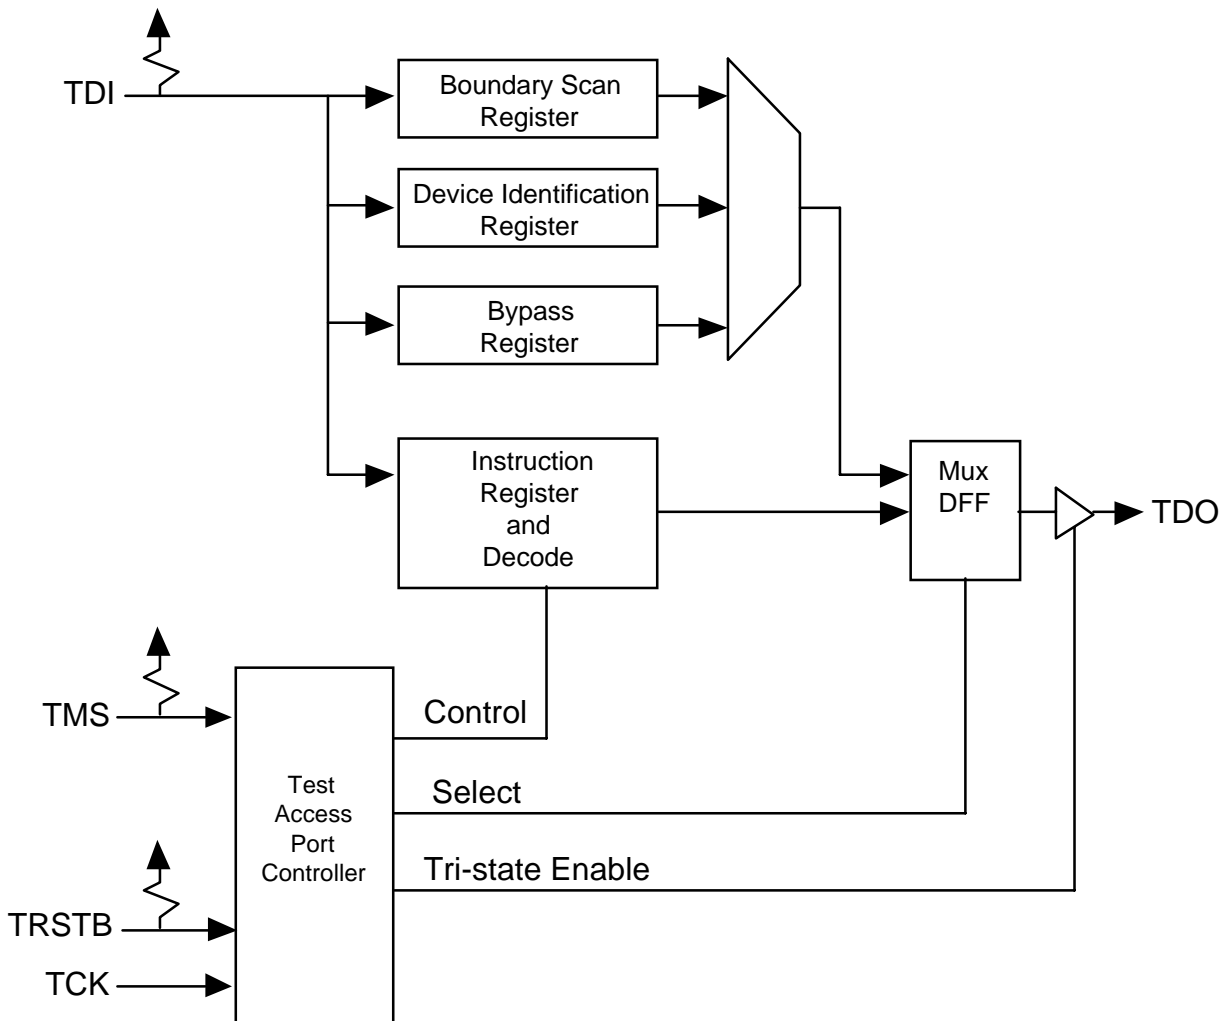 TDI
Boundary Scan
Register
Device Identification
Register
Bypass
Register
Instruction
Register
and
Decode
Mux
DFF
TDO
TMS
Control
Test
Access
Port
Controller
Select
Tri-state Enable
TRSTB
TCK